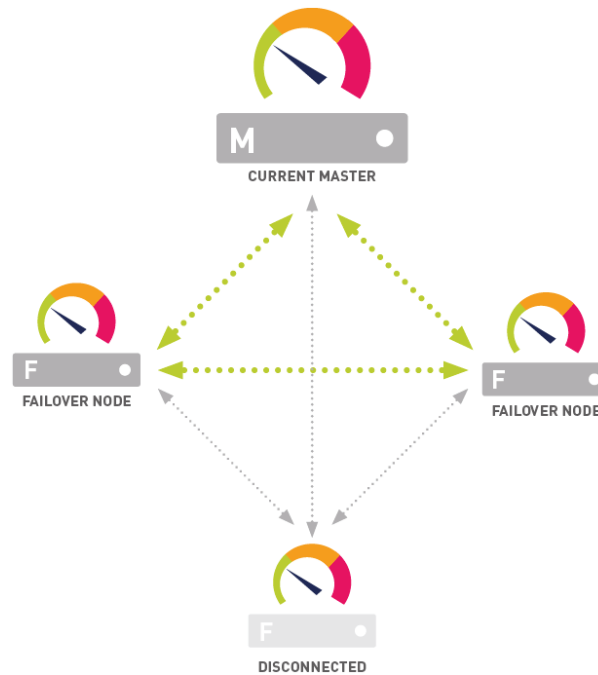 M
CURRENT MASTER
F
FAILOVER NODE
F
FAILOVER NODE
F
DISCONNECTED